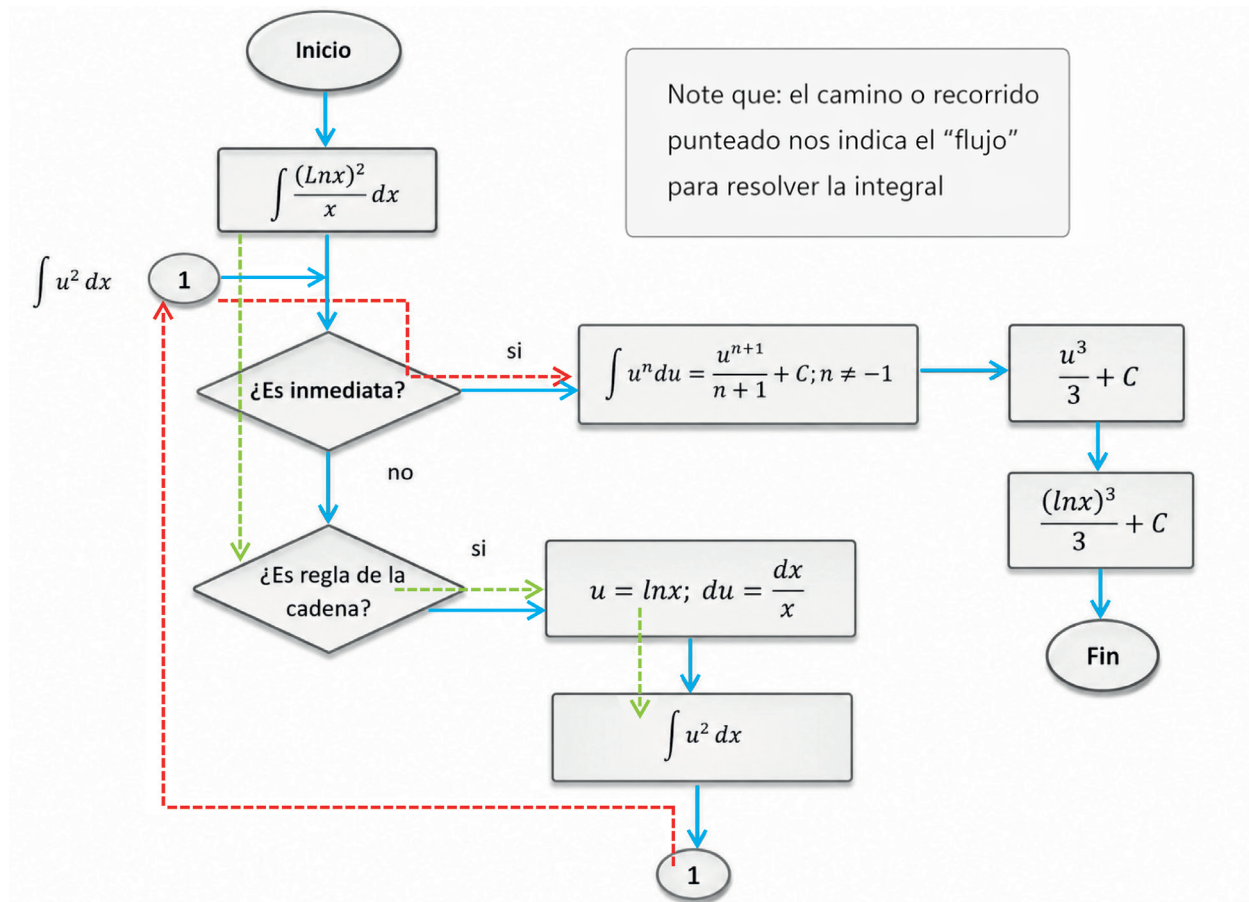 Inicio
Note que: el camino o recorrido
punteado nos indica el “flujo”
para resolver la integral
∫ (Lnx)² / x dx
∫ u² dx
1
¿Es inmediata?
si
∫ uⁿ du = uⁿ⁺¹ / n + 1 + C; n ≠ −1
u³ / 3 + C
no
(lnx)³ / 3 + C
¿Es regla de la
cadena?
si
u = lnx; du = dx / x
Fin
∫ u² dx
1